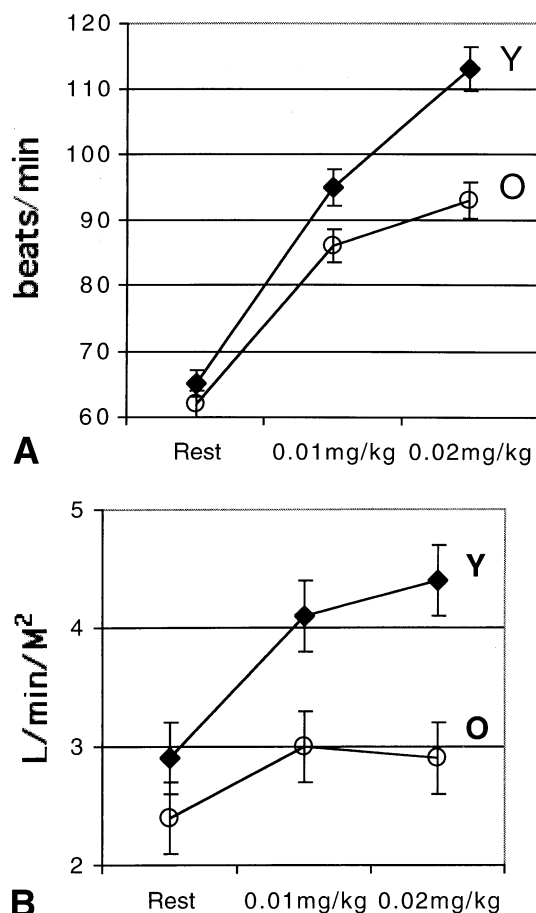 A
beats/min
120
110
100
90
80
70
60
Y
O
Rest 0.01mg/kg 0.02mg/kg
B
L/min/M²
5
4
3
2
Y
O
Rest 0.01mg/kg 0.02mg/kg